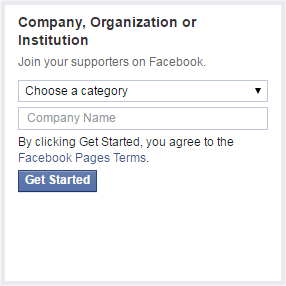 Company, Organization or
Institution
Join your supporters on Facebook.
Choose a category
Company Name
By clicking Get Started, you agree to the
Facebook Pages Terms.
Get Started